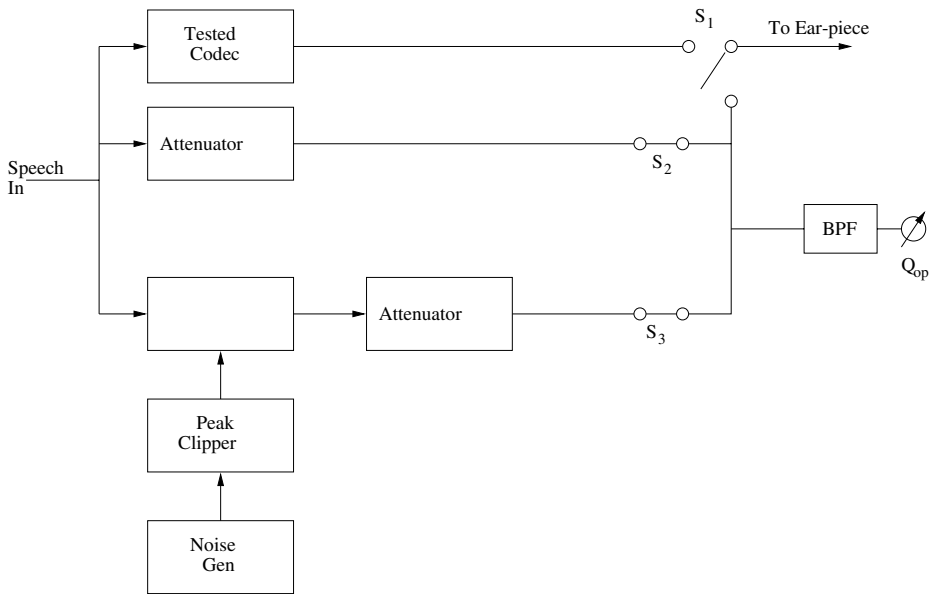 Tested
Codec
S1
To Ear-piece
Attenuator
S2
Speech
In
BPF
Qop
Attenuator
S3
Peak
Clipper
Noise
Gen